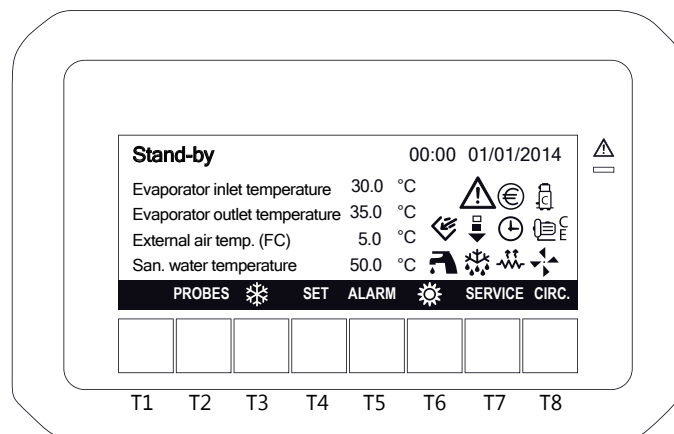 Stand-by 00:00 01/01/2014
Evaporator inlet temperature 30.0 °C
Evaporator outlet temperature 35.0 °C
External air temp. (FC) 5.0 °C
San. water temperature 50.0 °C
€ C
C
E
PROBES SET ALARM SERVICE CIRC.
T1 T2 T3 T4 T5 T6 T7 T8